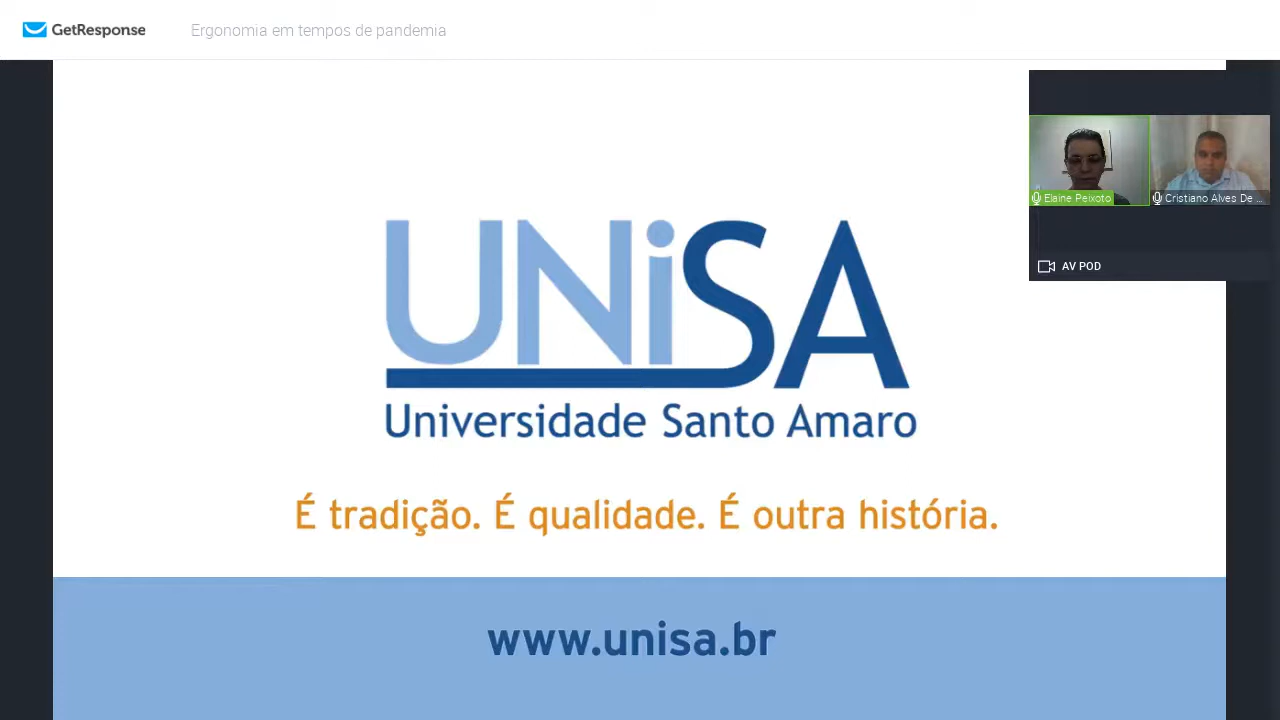 GetResponse
Ergonomia em tempos de pandemia
Elaine Peixoto
Cristiano Alves De ...
AV POD
UNiSA
Universidade Santo Amaro
É tradição. É qualidade. É outra história.
www.unisa.br